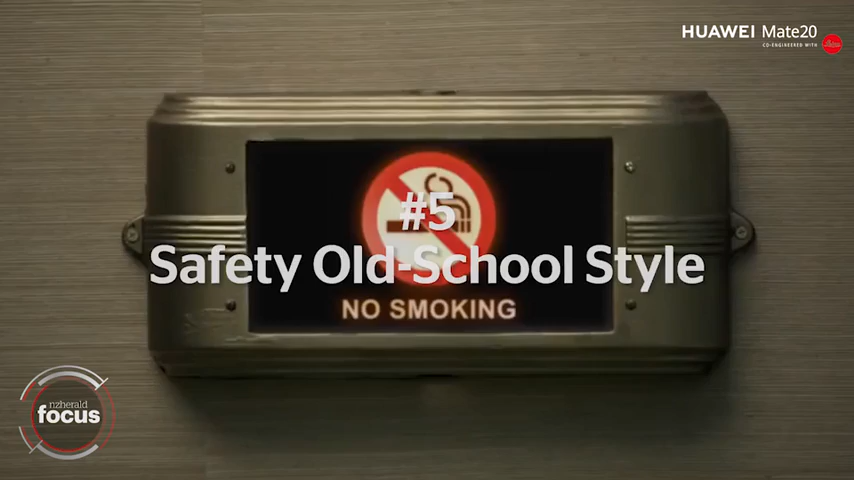 HUAWEI Mate20
CO-ENGINEERED WITH
#5
Safety Old-School Style
NO SMOKING
nzherald
focus